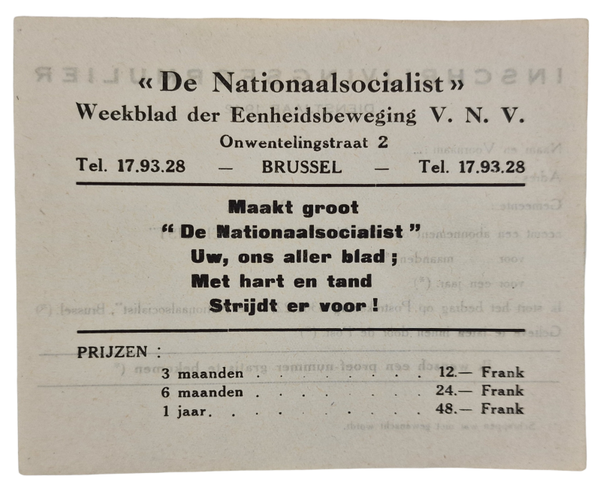 « De Nationaalsocialist »
Weekblad der Eenheidsbeweging V. N. V.
Onwentelingstraat 2
Tel. 17.93.28 — BRUSSEL — Tel. 17.93.28
Maakt groot
“ De Nationaalsocialist ”
Uw, ons aller blad ;
Met hart en tand
Strijdt er voor !
PRIJZEN :
3 maanden . . . . . . . . 12.— Frank
6 maanden . . . . . . . . 24.— Frank
1 jaar. . . . . . . . . 48.— Frank